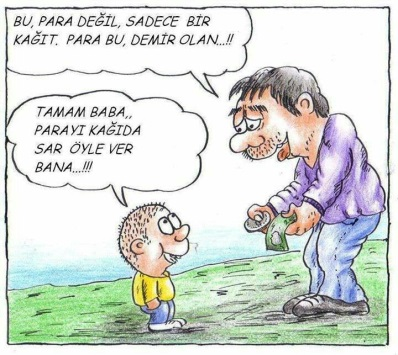 BU, PARA DEĞİL, SADECE BİR
KAĞIT. PARA BU, DEMİR OLAN...!!
TAMAM BABA,,
PARAYI KAĞIDA
SAR ÖYLE VER
BANA...!!!